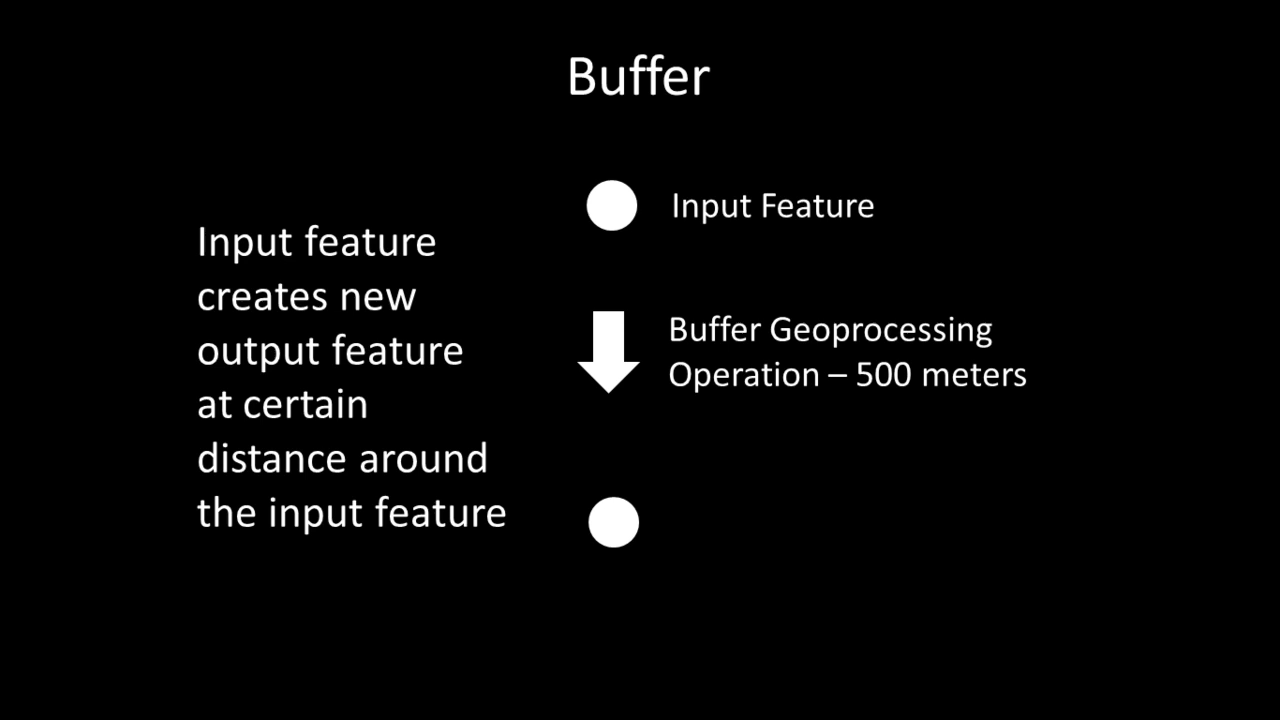 Buffer
Input feature
creates new
output feature
at certain
distance around
the input feature
Input Feature
Buffer Geoprocessing
Operation – 500 meters